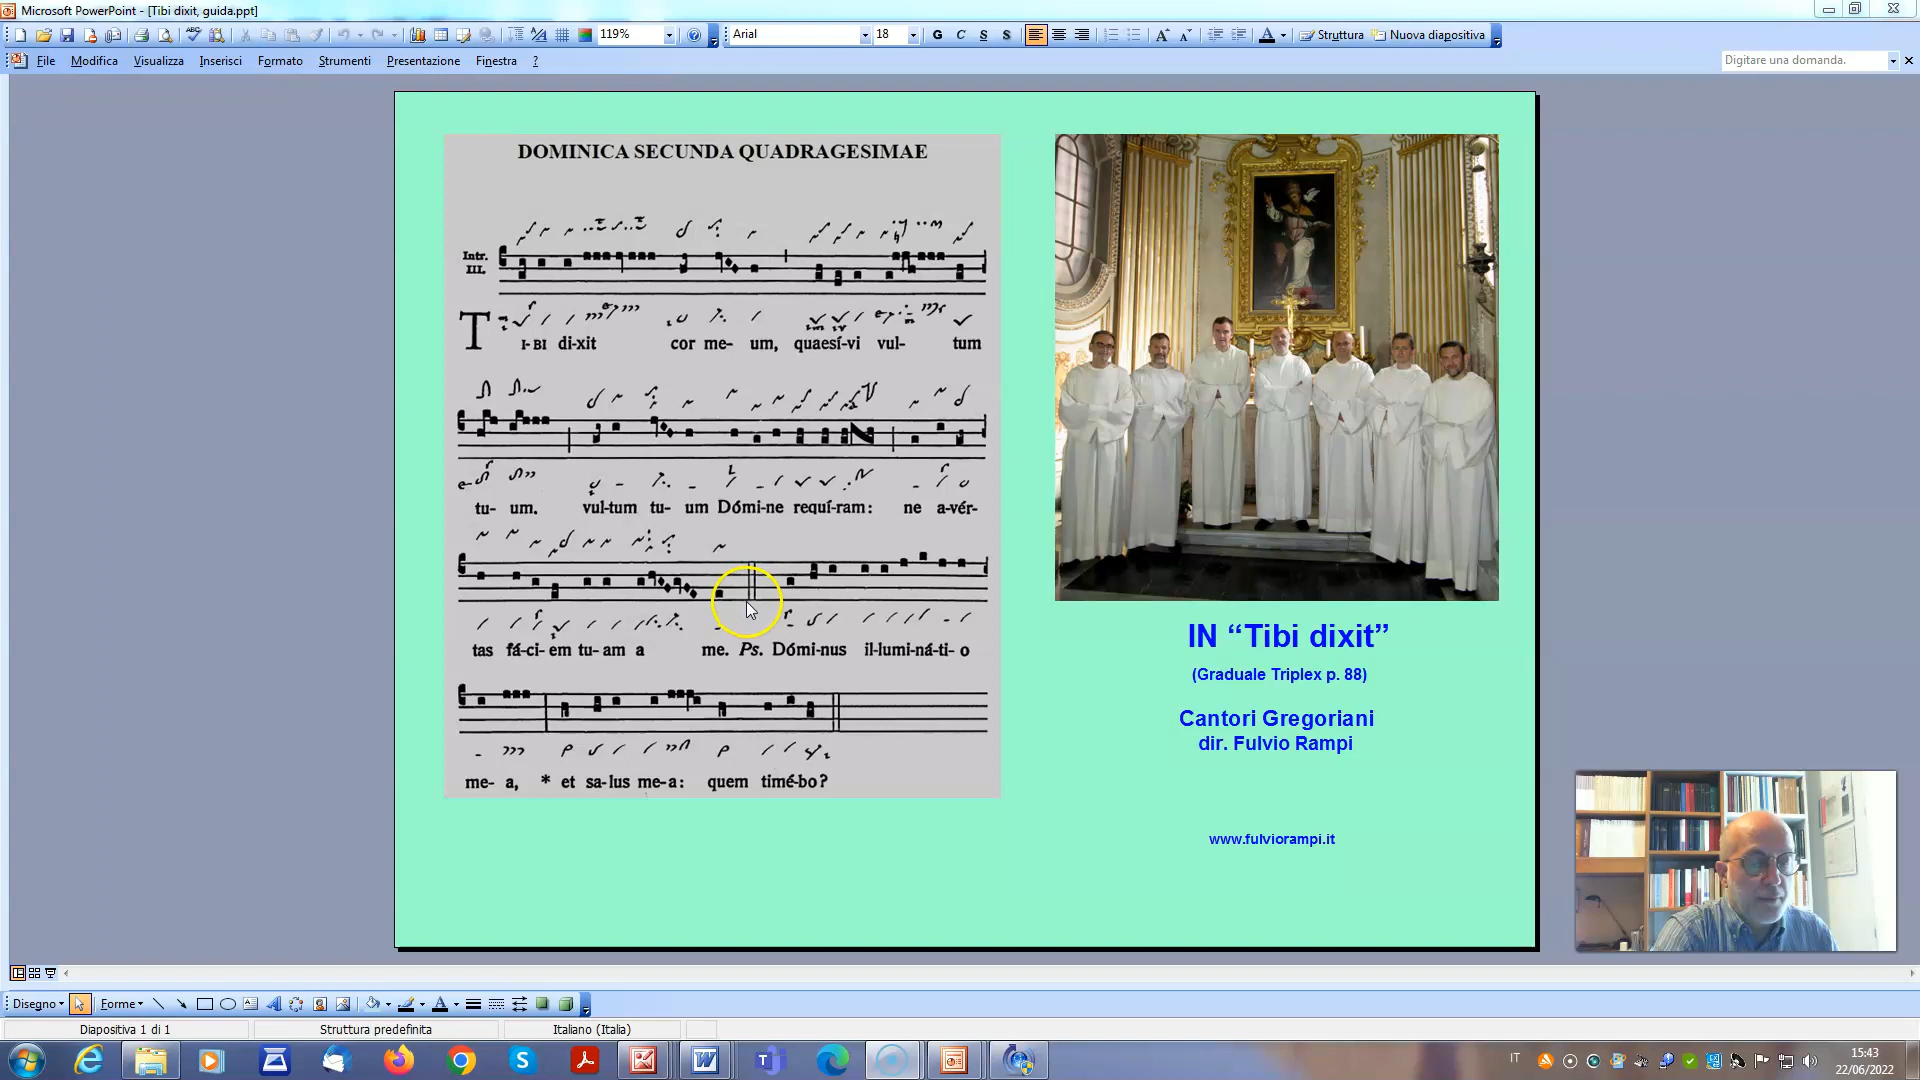 Microsoft PowerPoint - [Tibi dixit, guida.ppt]
119%
Arial
18
G C S S
Struttura
Nuova diapositiva
File Modifica Visualizza Inserisci Formato Strumenti Presentazione Finestra ?
Digitare una domanda.
DOMINICA SECUNDA QUADRAGESIMAE
Intr.
III.
TI-BI di-xit cor me- um, quaesí-vi vul- tum
tu- um. vul-tum tu- um Dómi-ne requí-ram: ne a-vér-
tas fá-ci- em tu- am a me. Ps. Dómi-nus il-lumi-ná-ti- o
me- a, * et sa-lus me-a: quem timé-bo?
IN “Tibi dixit”
(Graduale Triplex p. 88)
Cantori Gregoriani
dir. Fulvio Rampi
www.fulviorampi.it
Disegno Forme
Diapositiva 1 di 1
Struttura predefinita
Italiano (Italia)
IT
15:43
22/06/2022